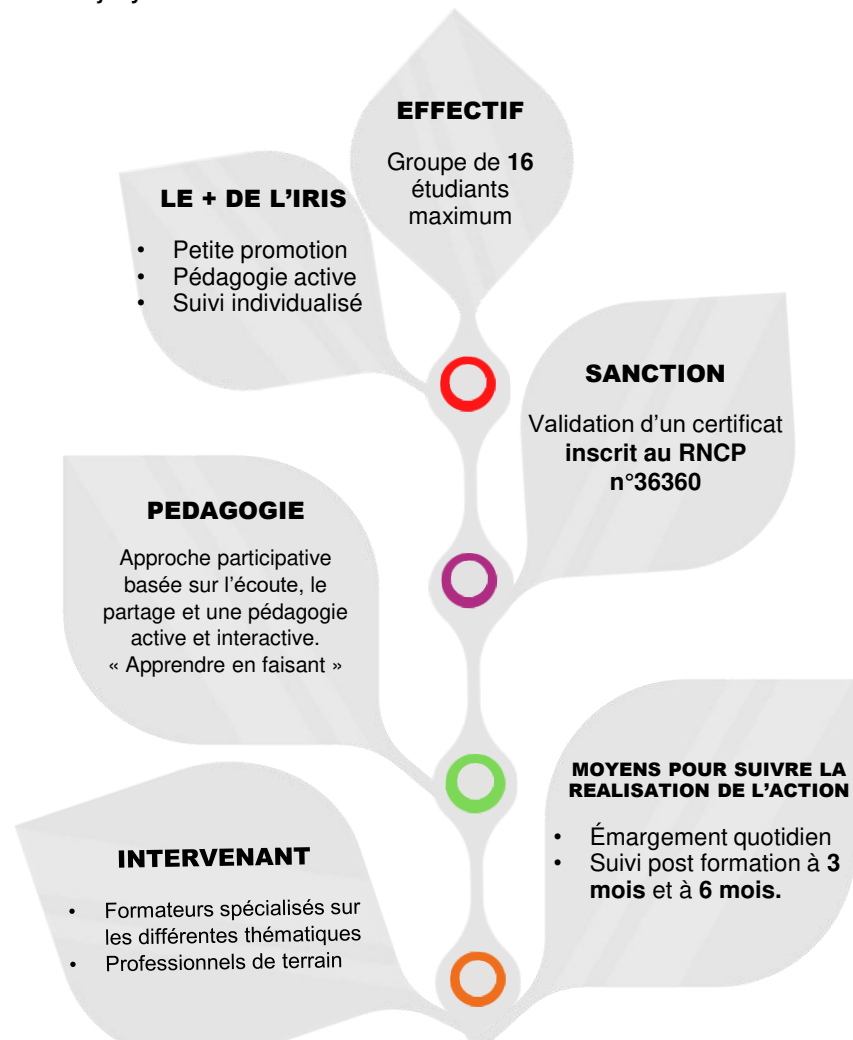 EFFECTIF
Groupe de 16
étudiants
maximum
LE + DE L’IRIS
• Petite promotion
• Pédagogie active
• Suivi individualisé
SANCTION
Validation d’un certificat
inscrit au RNCP
n°36360
PEDAGOGIE
Approche participative
basée sur l’écoute, le
partage et une pédagogie
active et interactive.
« Apprendre en faisant »
MOYENS POUR SUIVRE LA
REALISATION DE L’ACTION
• Émargement quotidien
• Suivi post formation à 3
mois et à 6 mois.
INTERVENANT
• Formateurs spécialisés sur
les différentes thématiques
• Professionnels de terrain